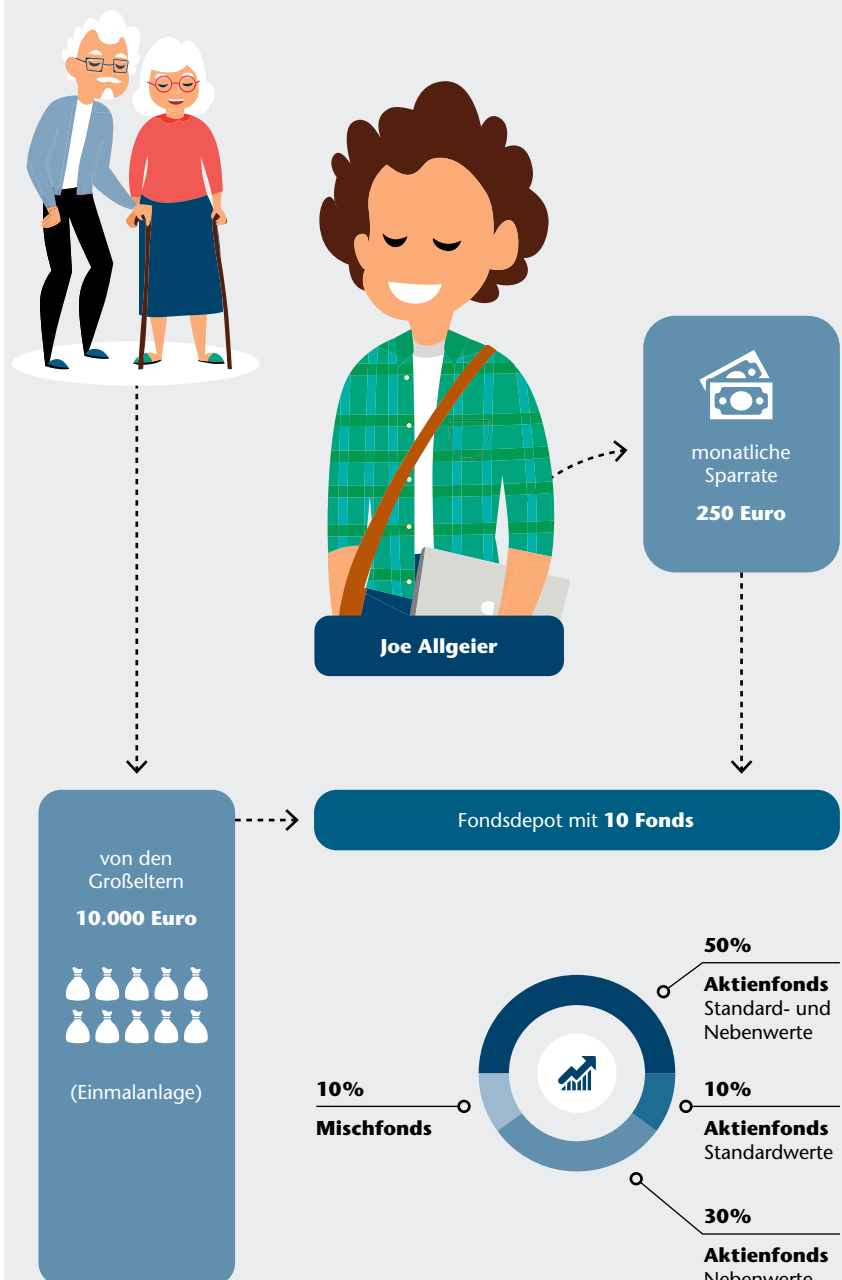 monatliche
Sparrate
250 Euro
Joe Allgeier
von den
Großeltern
10.000 Euro
(Einmalanlage)
Fondsdepot mit 10 Fonds
50%
Aktienfonds
Standard- und
Nebenwerte
10%
Mischfonds
10%
Aktienfonds
Standardwerte
30%
Aktienfonds
Nebenwerte